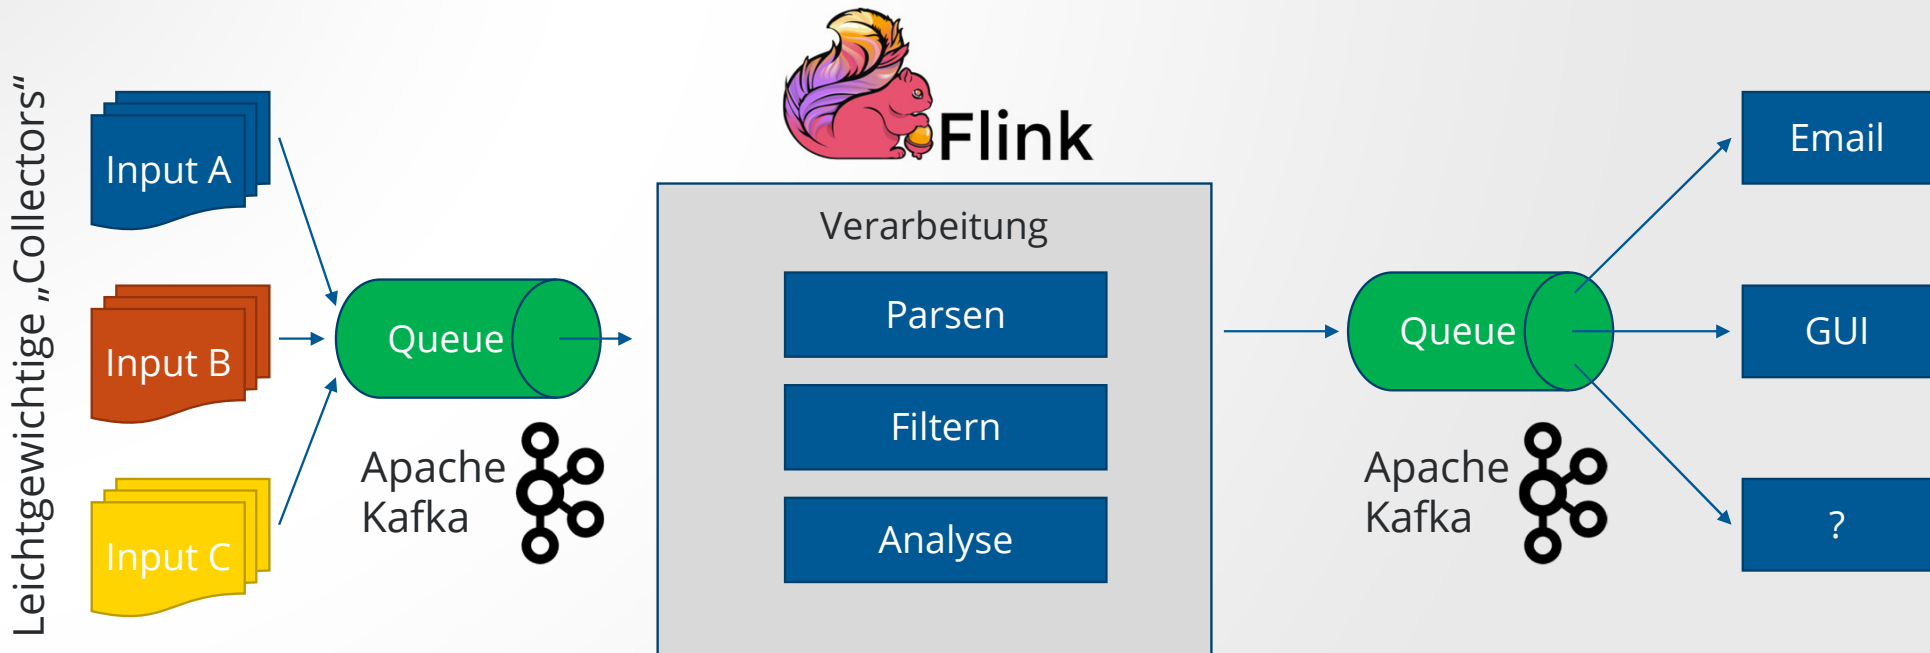 Leichtgewichtige „Collectors“
Input A
Input B
Input C
Queue
Apache
Kafka
Flink
Verarbeitung
Parsen
Filtern
Analyse
Queue
Apache
Kafka
Email
GUI
?